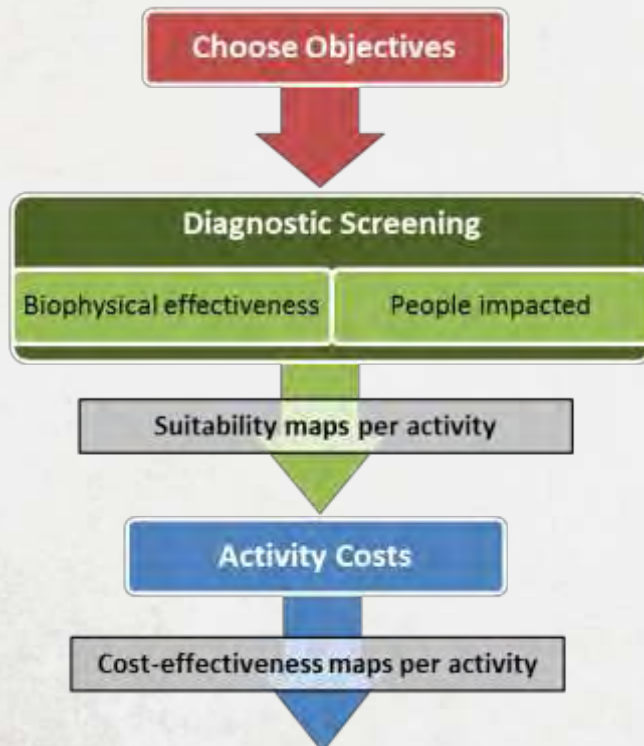 Choose Objectives
Diagnostic Screening
Biophysical effectiveness
People impacted
Suitability maps per activity
Activity Costs
Cost-effectiveness maps per activity